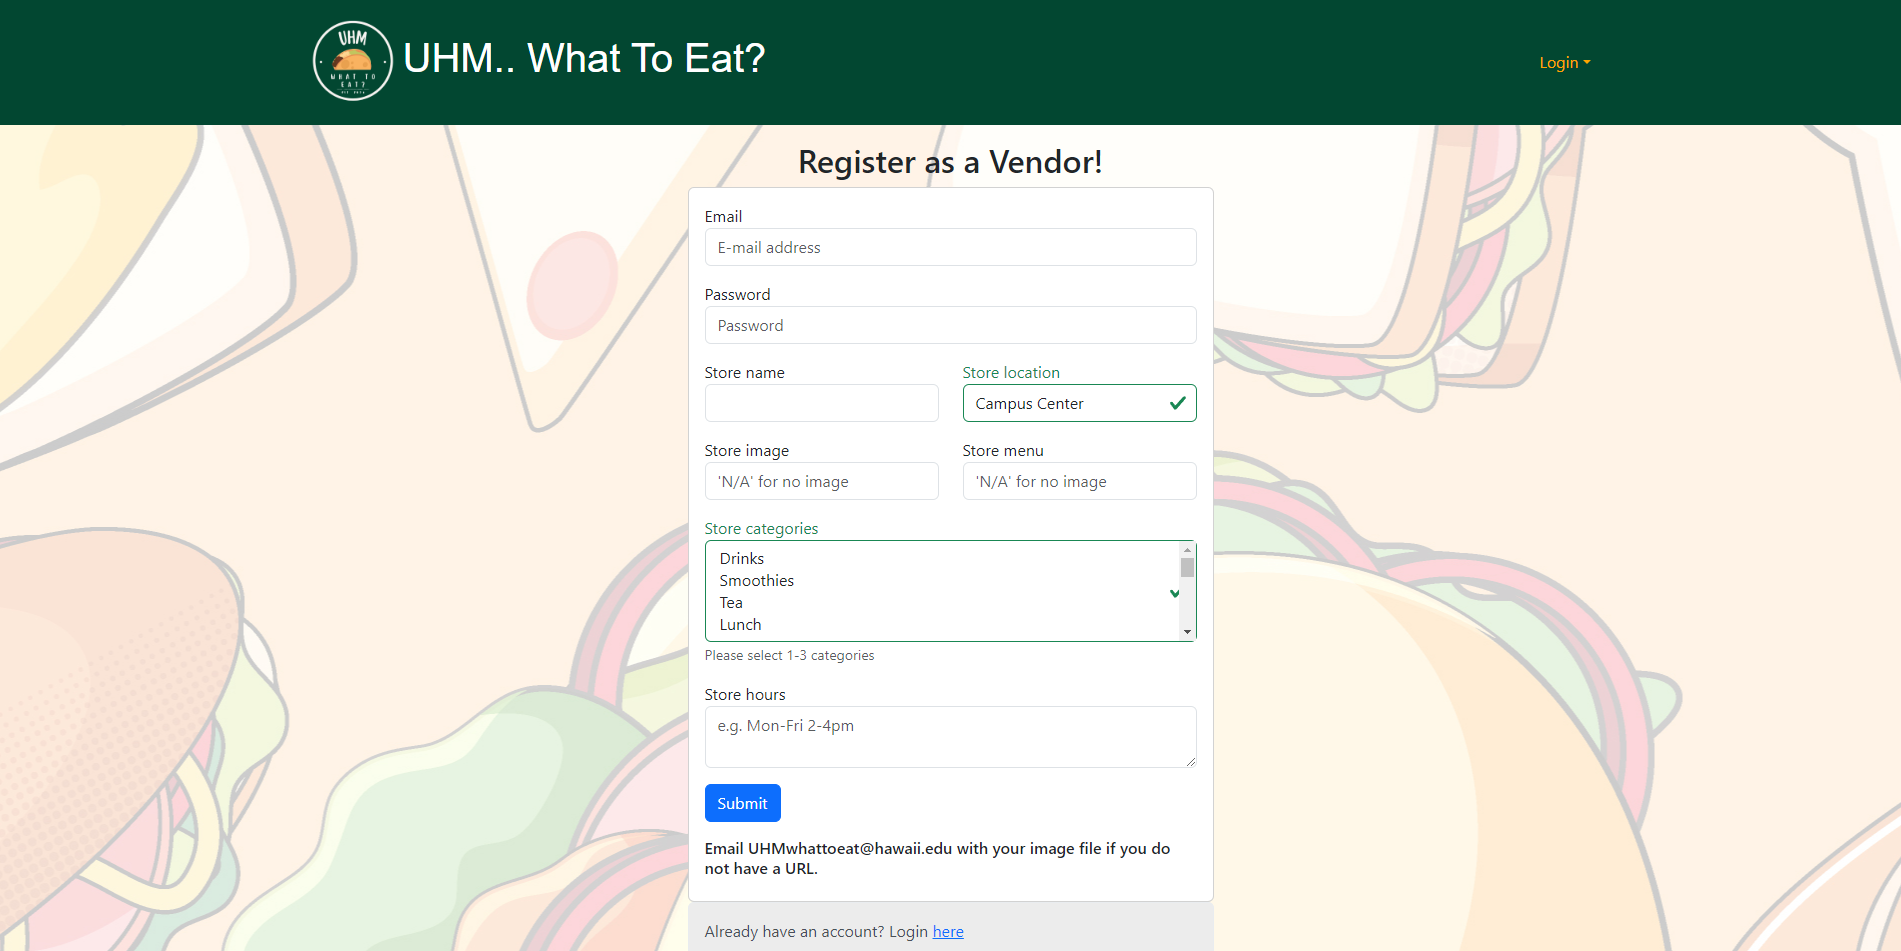 UHM
WHAT TO
EAT?
UHM.. What To Eat?
Login
Register as a Vendor!
Email
E-mail address
Password
Password
Store name
Store location
Campus Center
Store image
Store menu
'N/A' for no image
'N/A' for no image
Store categories
Drinks
Smoothies
Tea
Lunch
Please select 1-3 categories
Store hours
e.g. Mon-Fri 2-4pm
Submit
Email UHMwhattoeat@hawaii.edu with your image file if you do
not have a URL.
Already have an account? Login here